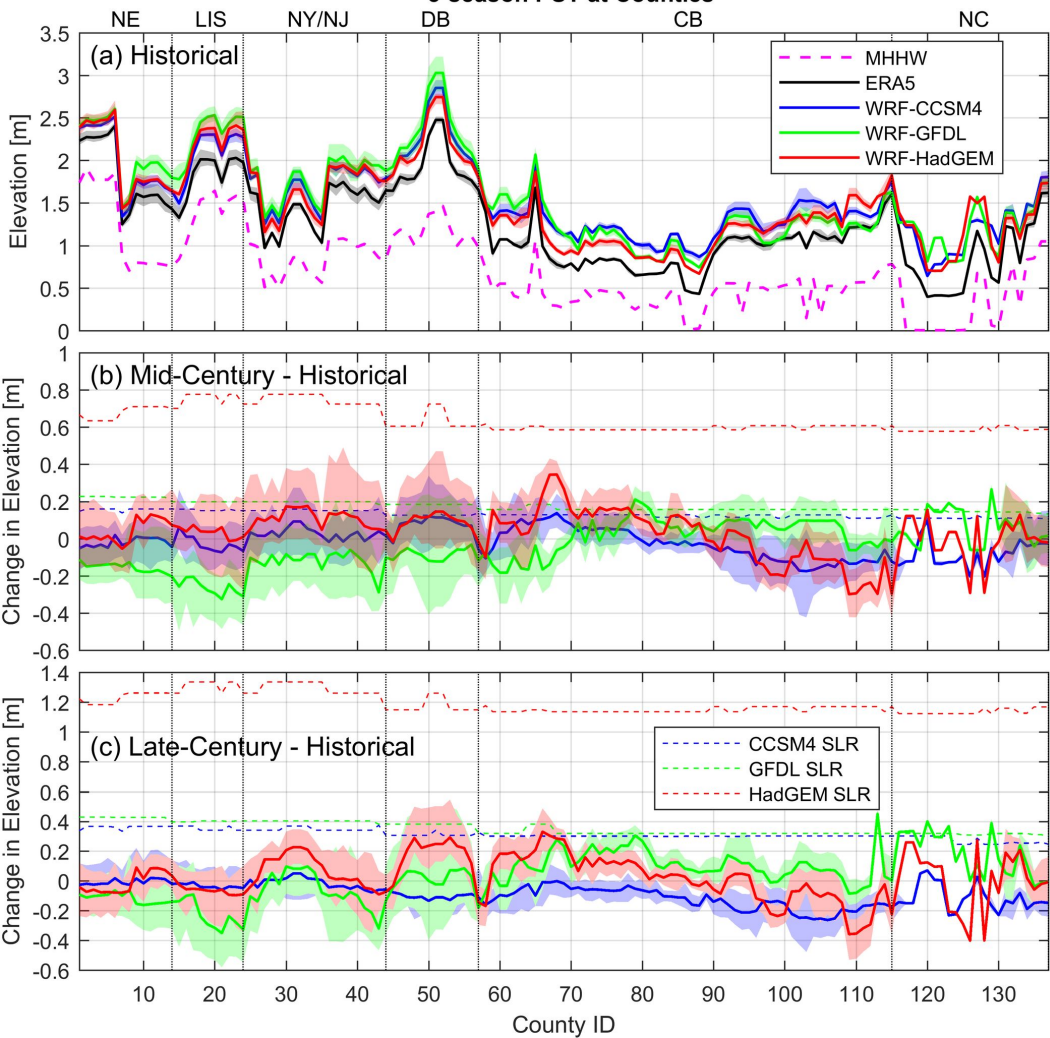 NE LIS NY/NJ DB CB NC
(a) Historical
MHHW
ERA5
WRF-CCSM4
WRF-GFDL
WRF-HadGEM
Elevation [m]
3.5
3
2.5
2
1.5
1
0.5
0
(b) Mid-Century - Historical
Change in Elevation [m]
1
0.8
0.6
0.4
0.2
0
-0.2
-0.4
-0.6
(c) Late-Century - Historical
CCSM4 SLR
GFDL SLR
HadGEM SLR
Change in Elevation [m]
1.4
1.2
1
0.8
0.6
0.4
0.2
0
-0.2
-0.4
-0.6
10 20 30 40 50 60 70 80 90 100 110 120 130
County ID